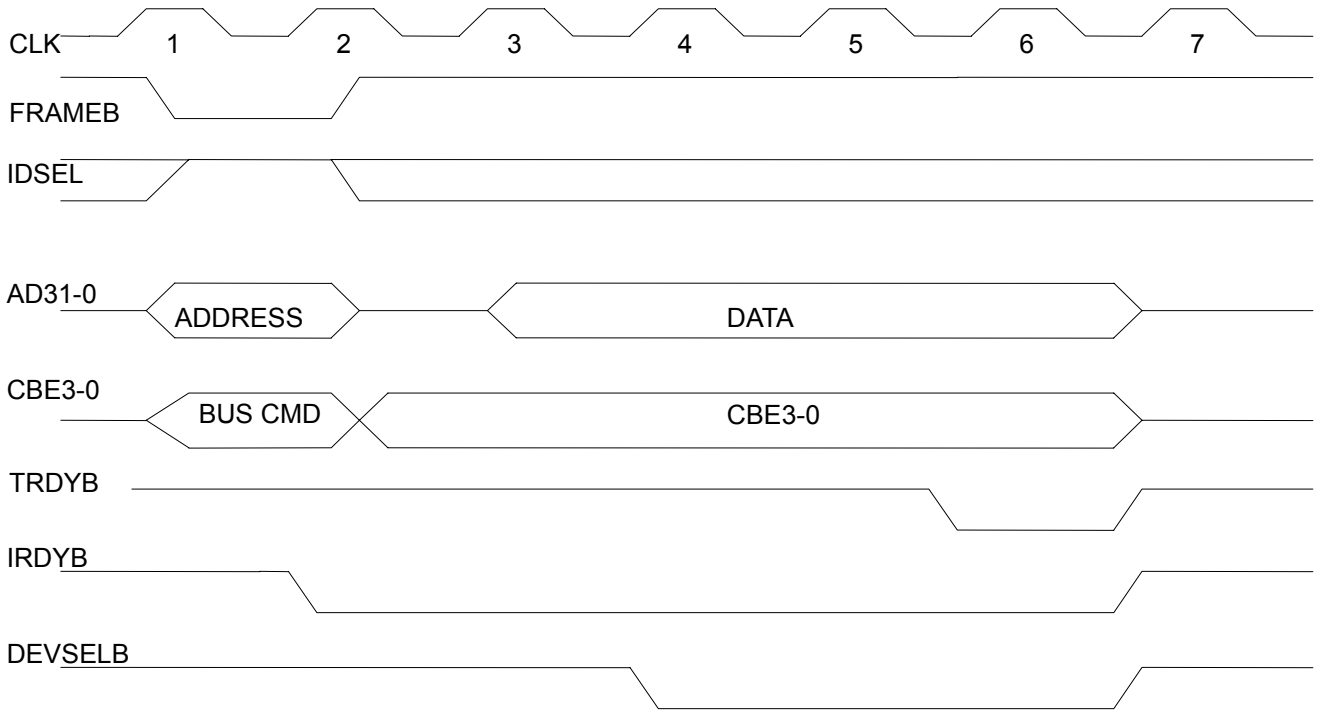 CLK 1 2 3 4 5 6 7
FRAMEB
IDSEL
AD31-0
ADDRESS DATA
CBE3-0
BUS CMD CBE3-0
TRDYB
IRDYB
DEVSELB